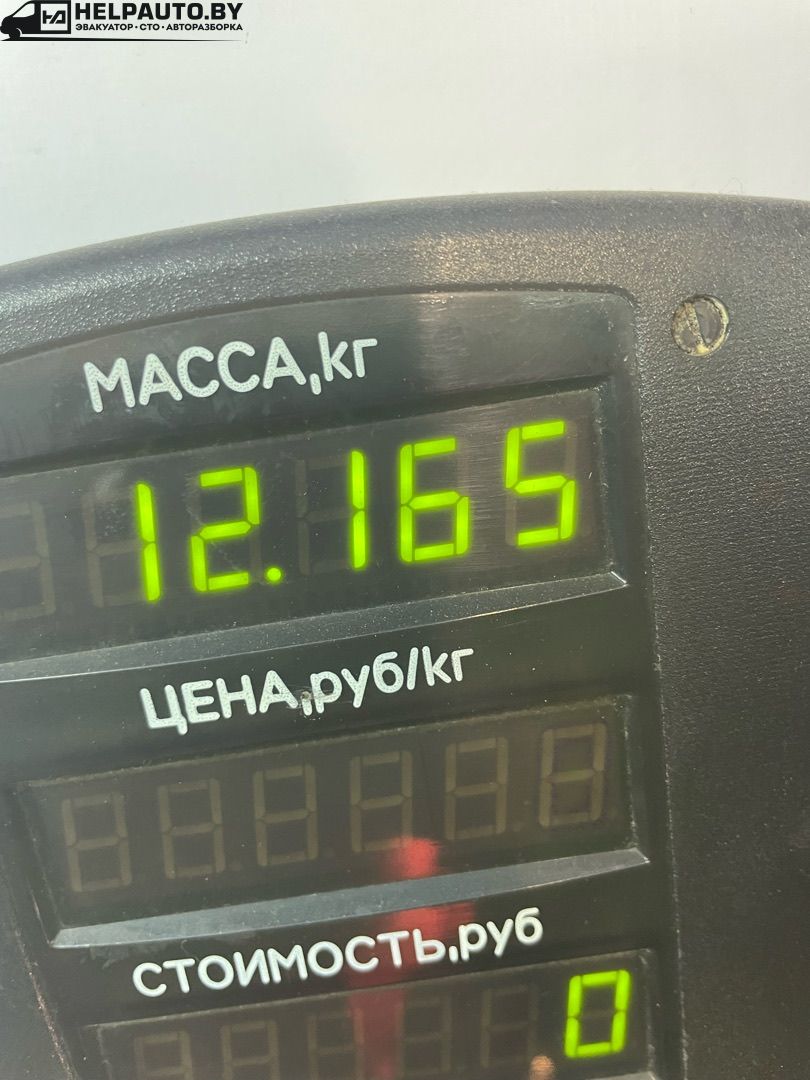 HELPAUTO.BY
ЭВАКУАТОР•СТО•АВТОРАЗБОРКА
МАССА,кг
12.165
ЦЕНА,руб/кг
СТОИМОСТЬ,руб
0